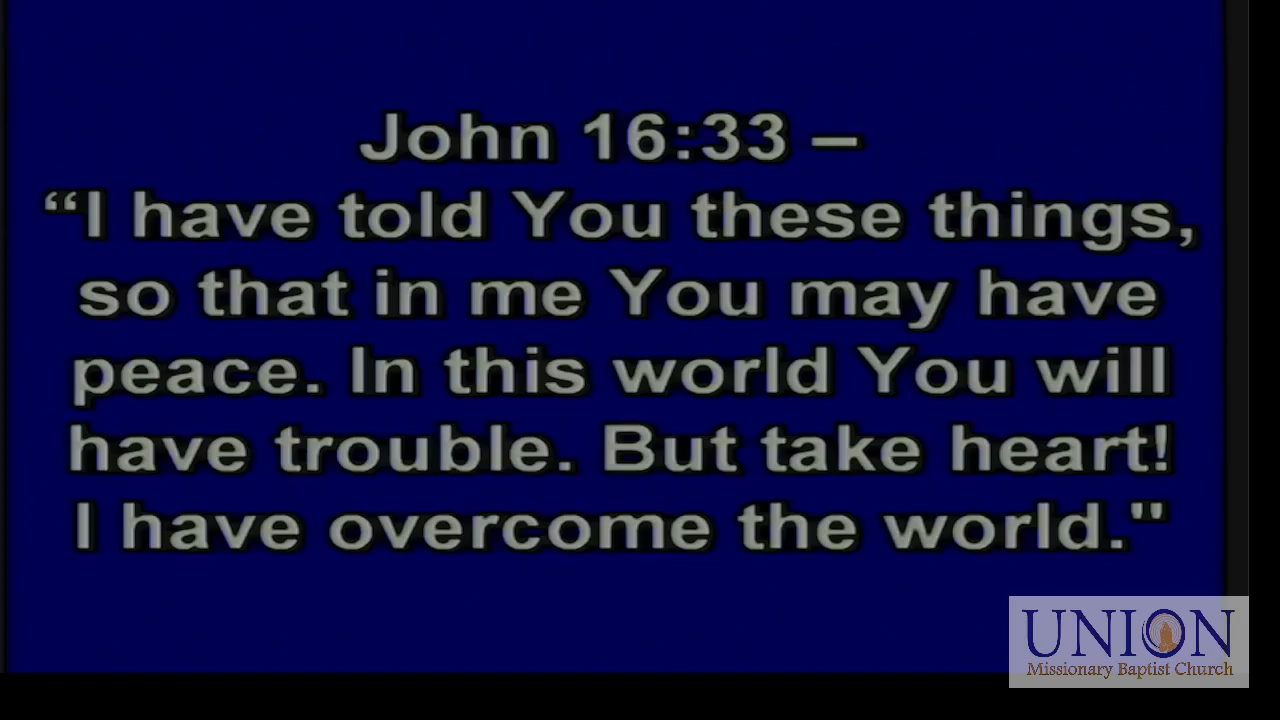 John 16:33 –
“I have told You these things,
so that in me You may have
peace. In this world You will
have trouble. But take heart!
I have overcome the world."
UNION
Missionary Baptist Church